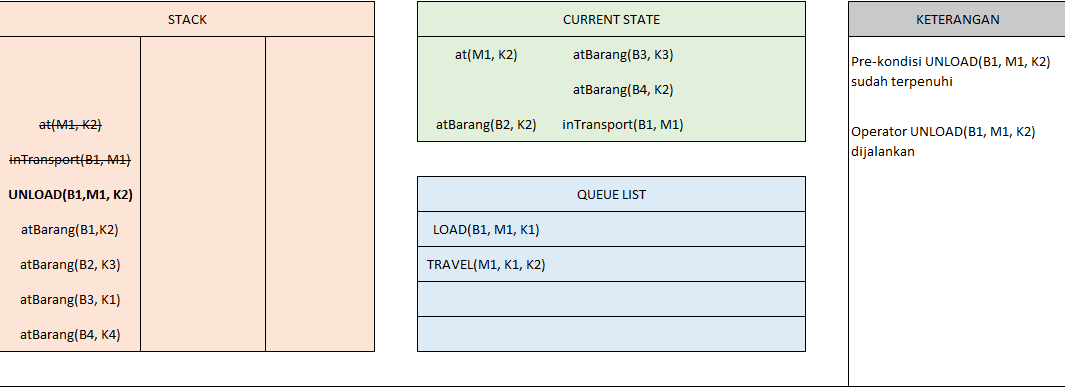 STACK
at(M1, K2)
inTransport(B1, M1)
UNLOAD(B1,M1, K2)
atBarang(B1,K2)
atBarang(B2, K3)
atBarang(B3, K1)
atBarang(B4, K4)
CURRENT STATE
at(M1, K2) atBarang(B3, K3)
atBarang(B4, K2)
atBarang(B2, K2) inTransport(B1, M1)
QUEUE LIST
LOAD(B1, M1, K1)
TRAVEL(M1, K1, K2)
KETERANGAN
Pre-kondisi UNLOAD(B1, M1, K2)
sudah terpenuhi
Operator UNLOAD(B1, M1, K2)
dijalankan